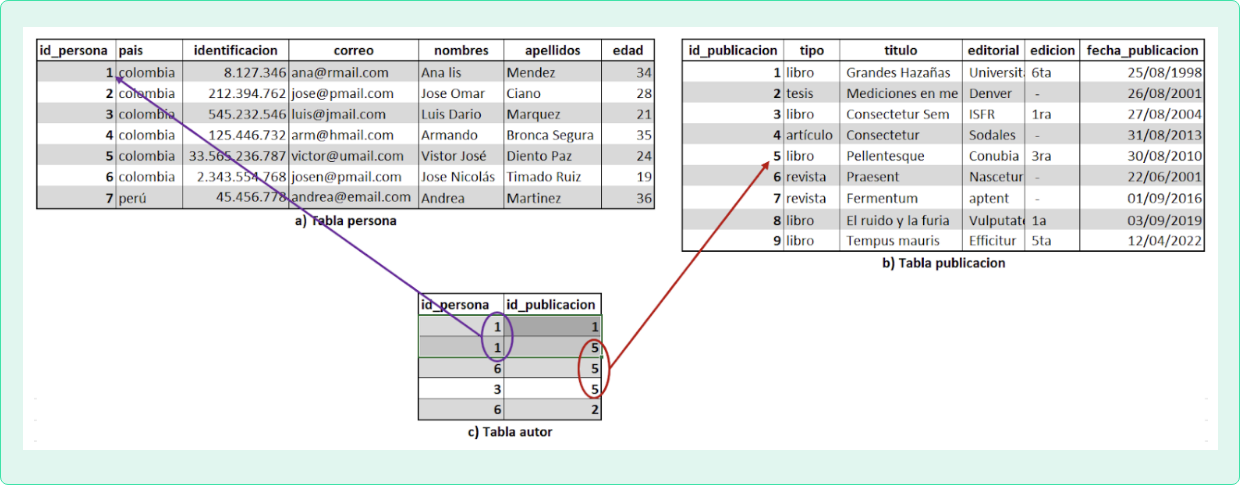 id_persona pais identificacion correo nombres apellidos edad
1 colombia 8.127.346 ana@rmail.com Ana lis Mendez 34
2 colombia 212.394.762 jose@pmail.com Jose Omar Ciano 28
3 colombia 545.232.546 luis@jmail.com Luis Dario Marquez 21
4 colombia 125.446.732 arm@hmail.com Armando Bronca Segura 35
5 colombia 33.565.236.787 victor@umail.com Vistor José Diento Paz 24
6 colombia 2.343.554.768 josen@pmail.com Jose Nicolás Timado Ruiz 19
7 perú 45.456.778 andrea@email.com Andrea Martinez 36
a) Tabla persona
id_publicacion tipo titulo editorial edicion fecha_publicacion
1 libro Grandes Hazañas Universit 6ta 25/08/1998
2 tesis Mediciones en me Denver - 26/08/2001
3 libro Consectetur Sem ISFR 1ra 27/08/2004
4 artículo Consectetur Sodales - 31/08/2013
5 libro Pellentesque Conubia 3ra 30/08/2010
6 revista Praesent Nascetur - 22/06/2001
7 revista Fermentum aptent - 01/09/2016
8 libro El ruido y la furia Vulputat 1a 03/09/2019
9 libro Tempus mauris Efficitur 5ta 12/04/2022
b) Tabla publicacion
id_persona id_publicacion
1 1
1 5
6 5
3 5
6 2
c) Tabla autor